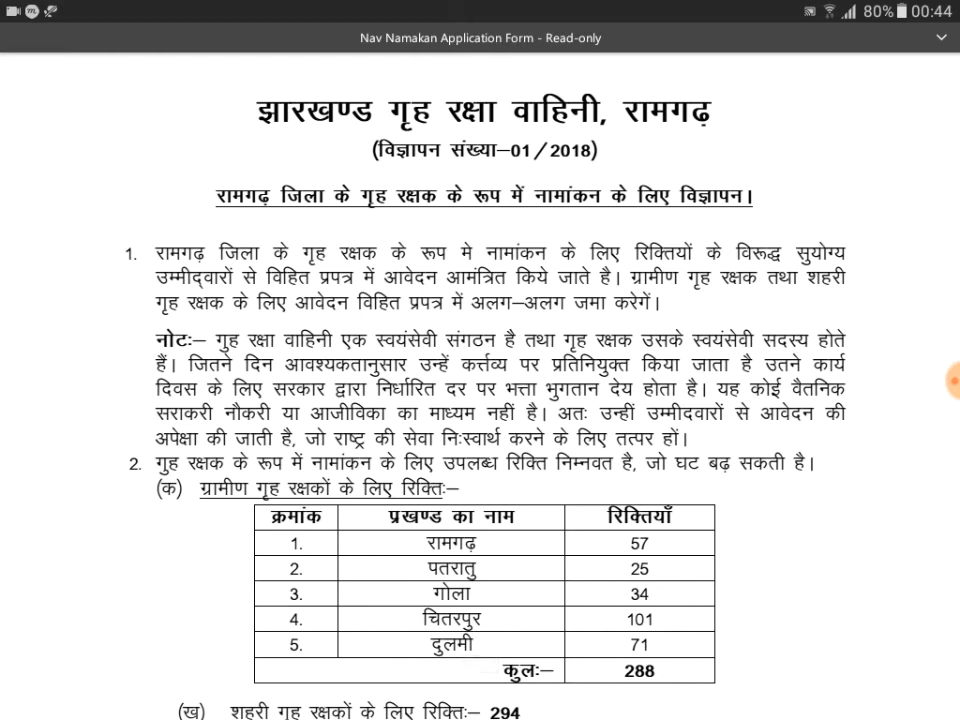 80% 00:44
Nav Namakan Application Form - Read-only
झारखण्ड गृह रक्षा वाहिनी, रामगढ़
(विज्ञापन संख्या–01/2018)
रामगढ़ जिला के गृह रक्षक के रूप में नामांकन के लिए विज्ञापन।
1. रामगढ़ जिला के गृह रक्षक के रूप मे नामांकन के लिए रिक्तियों के विरूद्ध सुयोग्य
उम्मीद्वारों से विहित प्रपत्र में आवेदन आमंत्रित किये जाते है। ग्रामीण गृह रक्षक तथा शहरी
गृह रक्षक के लिए आवेदन विहित प्रपत्र में अलग–अलग जमा करेगें।
नोटः– गुह रक्षा वाहिनी एक स्वयंसेवी संगठन है तथा गृह रक्षक उसके स्वयंसेवी सदस्य होते
हैं। जितने दिन आवश्यकतानुसार उन्हें कर्त्तव्य पर प्रतिनियुक्त किया जाता है उतने कार्य
दिवस के लिए सरकार द्वारा निर्धारित दर पर भत्ता भुगतान देय होता है। यह कोई वैतनिक
सराकरी नौकरी या आजीविका का माध्यम नहीं है। अतः उन्हीं उम्मीदवारों से आवेदन की
अपेक्षा की जाती है, जो राष्ट्र की सेवा निःस्वार्थ करने के लिए तत्पर हों।
2. गुह रक्षक के रूप में नामांकन के लिए उपलब्ध रिक्ति निम्नवत है, जो घट बढ़ सकती है।
(क) ग्रामीण गृह रक्षकों के लिए रिक्तिः–
क्रमांक प्रखण्ड का नाम रिक्तियाँ
1. रामगढ़ 57
2. पतरातु 25
3. गोला 34
4. चितरपुर 101
5. दुलमी 71
कुलः– 288
(ख) शहरी गृह रक्षकों के लिए रिक्तिः– 294